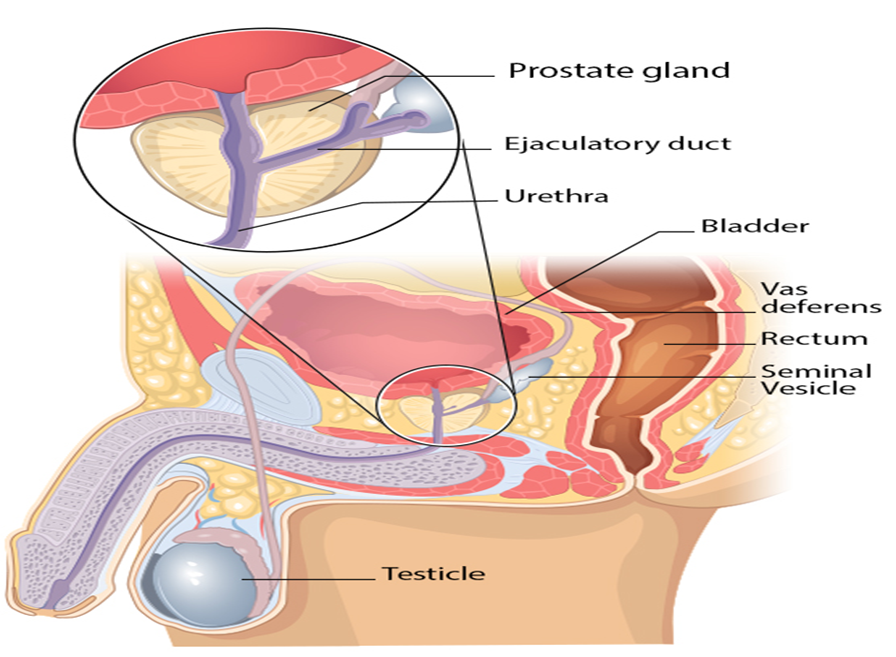 Prostate gland
Ejaculatory duct
Urethra
Bladder
Vas
deferens
Rectum
Seminal
Vesicle
Testicle